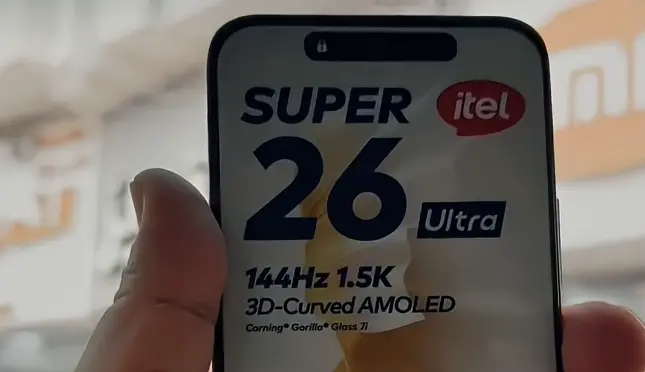 SUPER
itel
26
Ultra
144Hz 1.5K
3D-Curved AMOLED
Corning® Gorilla® Glass 7i